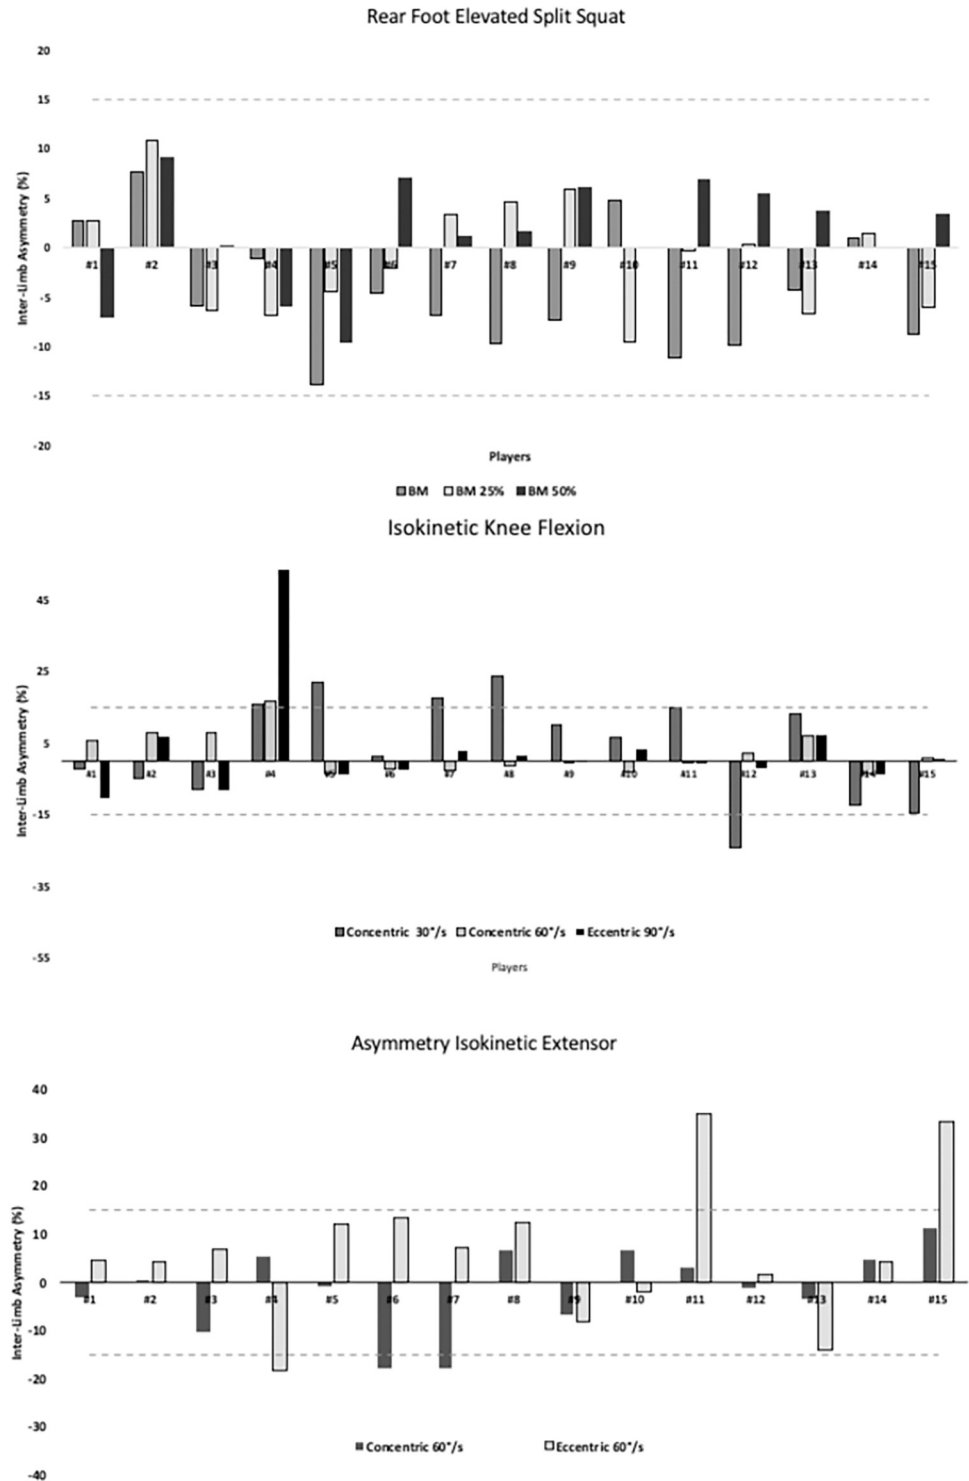 Rear Foot Elevated Split Squat
20
15
10
5
0
-5
-10
-15
-20
Inter-Limb Asymmetry (%)
#1 #2 #3 #4 #5 #6 #7 #8 #9 #10 #11 #12 #13 #14 #15
Players
BM BM 25% BM 50%
Isokinetic Knee Flexion
45
25
5
-15
-35
-55
Inter-Limb Asymmetry (%)
#1 #2 #3 #4 #5 #6 #7 #8 #9 #10 #11 #12 #13 #14 #15
Concentric 30°/s Concentric 60°/s Eccentric 90°/s
Players
Asymmetry Isokinetic Extensor
40
30
20
10
0
-10
-20
-30
-40
Inter-Limb Asymmetry (%)
#1 #2 #3 #4 #5 #6 #7 #8 #9 #10 #11 #12 #13 #14 #15
Concentric 60°/s Eccentric 60°/s